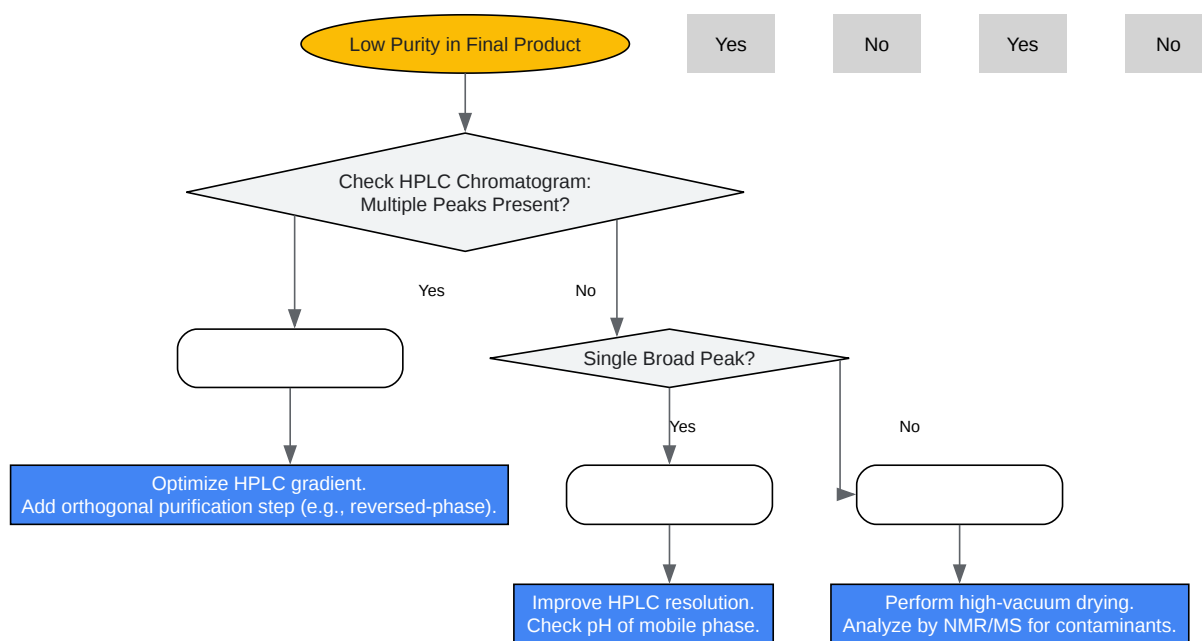 Low Purity in Final Product
Yes
No
Yes
No
Check HPLC Chromatogram:
Multiple Peaks Present?
Yes
No
Single Broad Peak?
Yes
No
Optimize HPLC gradient.
Add orthogonal purification step (e.g., reversed-phase).
Improve HPLC resolution.
Check pH of mobile phase.
Perform high-vacuum drying.
Analyze by NMR/MS for contaminants.